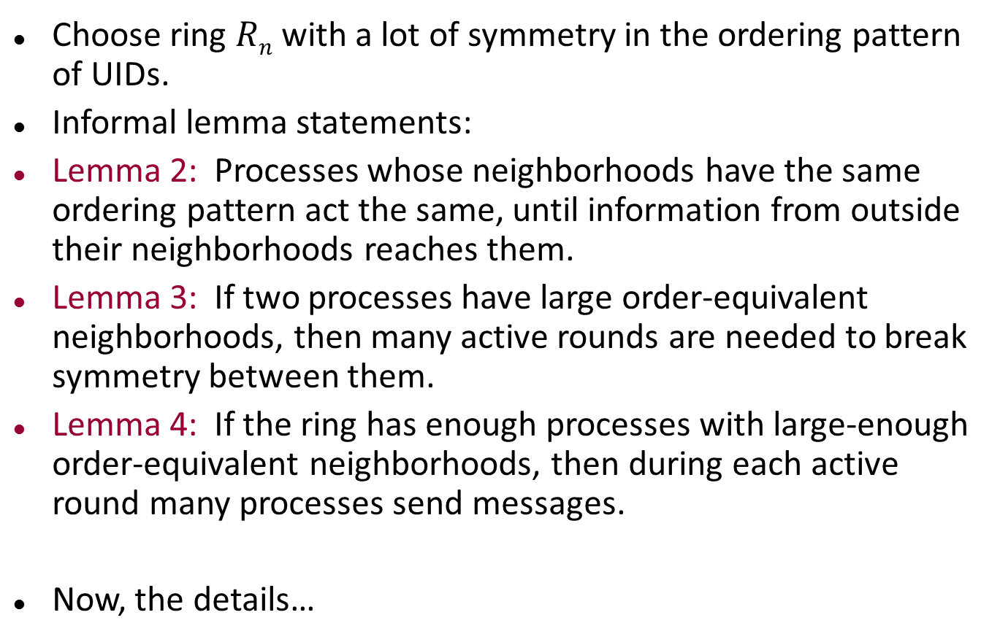 • Choose ring Rₙ with a lot of symmetry in the ordering pattern
of UIDs.
• Informal lemma statements:
• Lemma 2: Processes whose neighborhoods have the same
ordering pattern act the same, until information from outside
their neighborhoods reaches them.
• Lemma 3: If two processes have large order-equivalent
neighborhoods, then many active rounds are needed to break
symmetry between them.
• Lemma 4: If the ring has enough processes with large-enough
order-equivalent neighborhoods, then during each active
round many processes send messages.
• Now, the details…